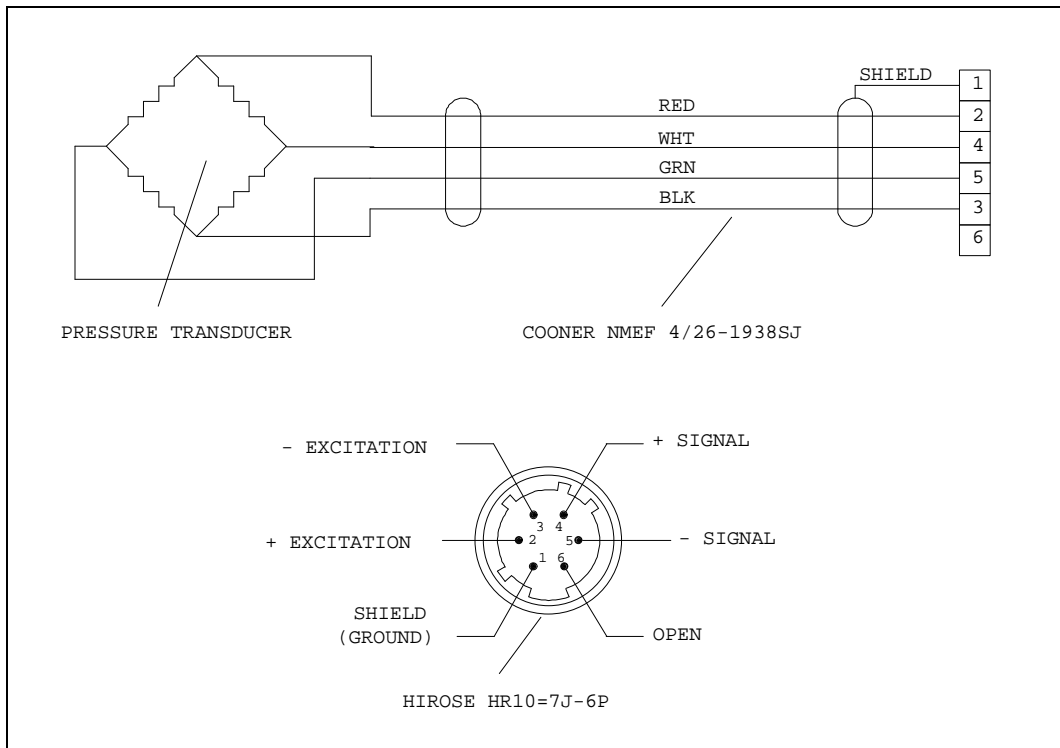 SHIELD
1
RED
2
WHT
4
GRN
5
BLK
3
6
PRESSURE TRANSDUCER
COONER NMEF 4/26-1938SJ
- EXCITATION
+ SIGNAL
3 4
+ EXCITATION
2
5
- SIGNAL
1 6
SHIELD
(GROUND)
OPEN
HIROSE HR10=7J-6P